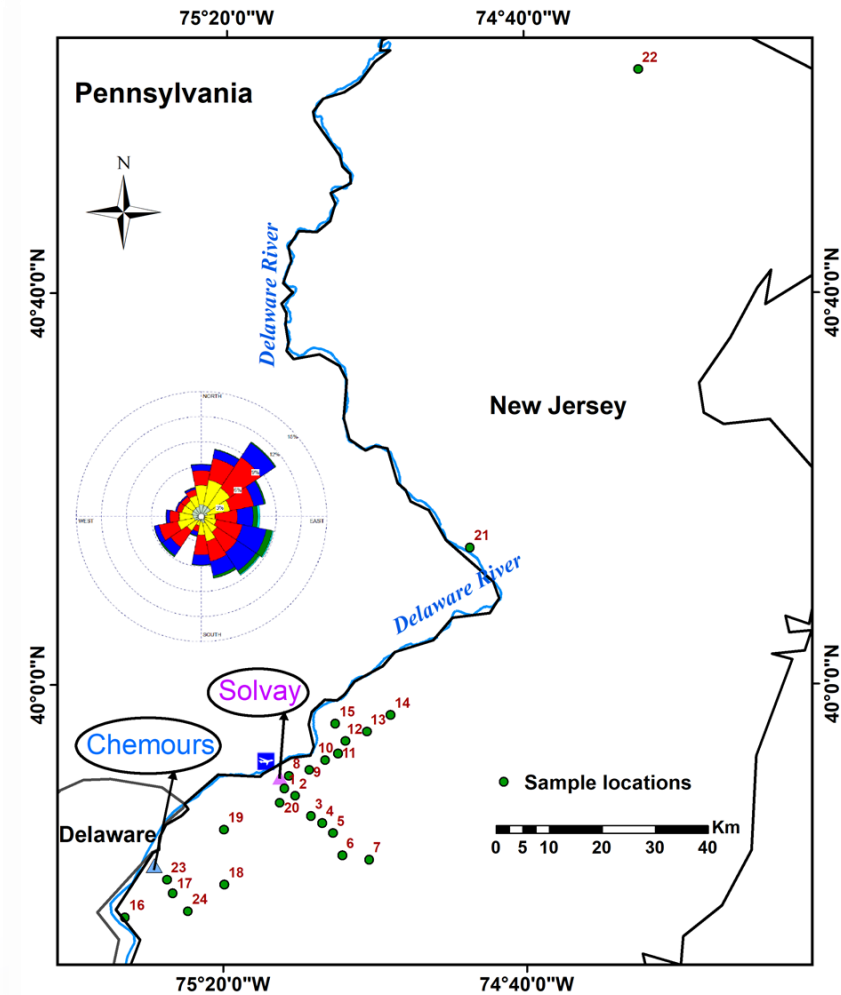 75°20'0"W
74°40'0"W
22
Pennsylvania
N
Delaware River
40°40'0"N
40°40'0"N
New Jersey
NORTH
WEST
EAST
SOUTH
21
Delaware River
40°0'0"N
40°0'0"N
Solvay
Chemours
14
15
13
12
10
11
8
9
1
2
20
3
4
5
6
7
Sample locations
Km
0 5 10 20 30 40
19
Delaware
23
17
18
24
16
75°20'0"W
74°40'0"W